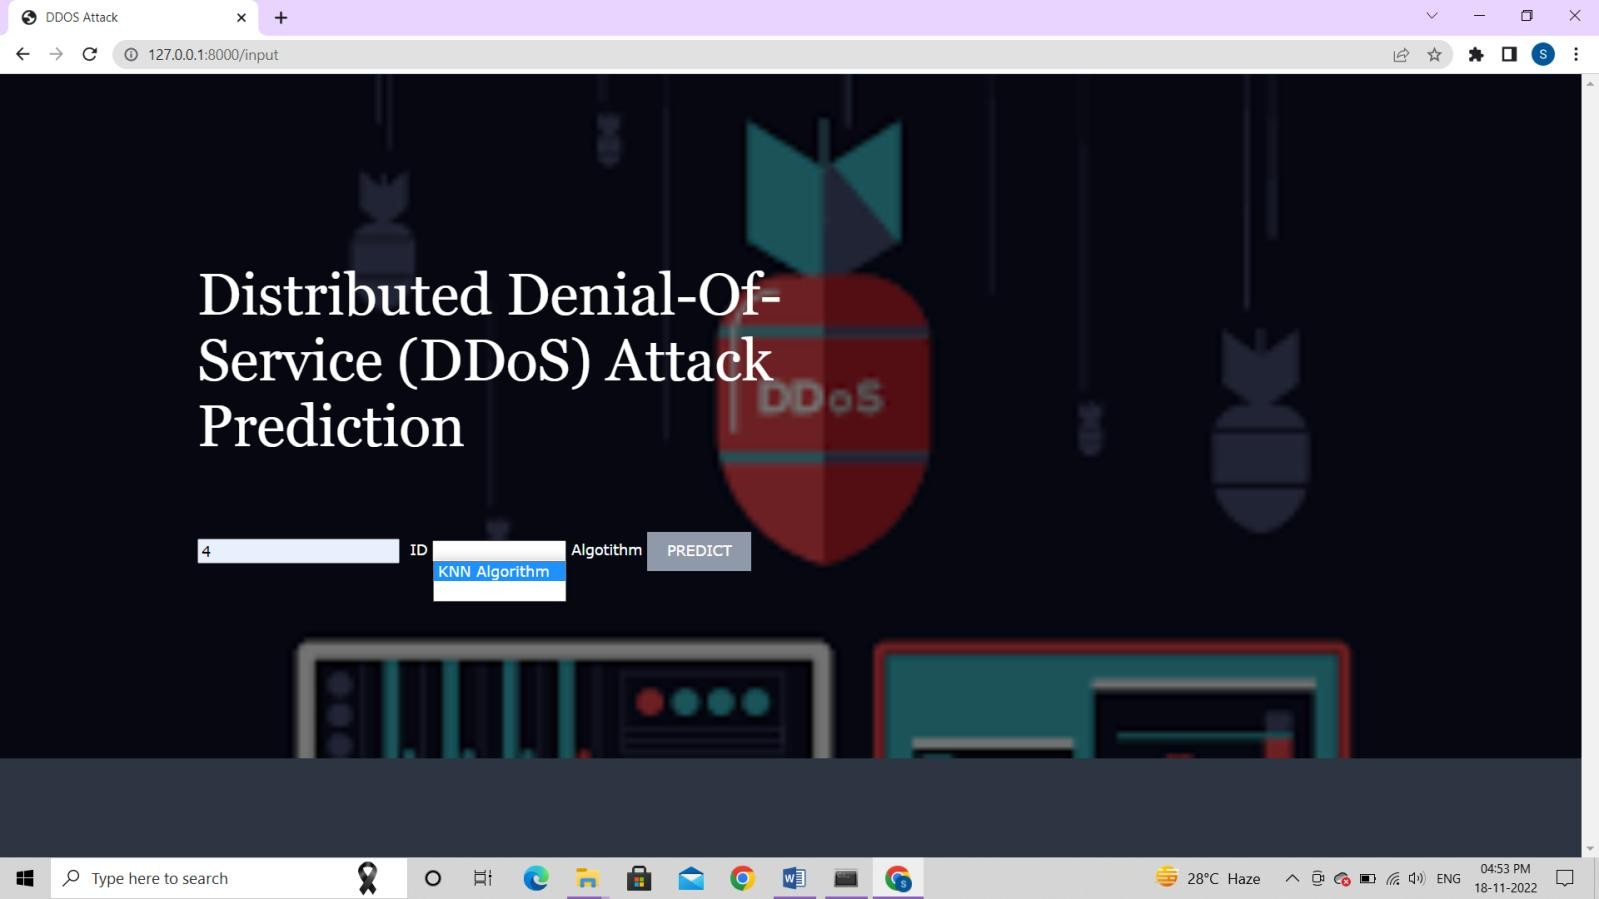 DDOS Attack
127.0.0.1:8000/input
S
Distributed Denial-Of-
Service (DDoS) Attack
Prediction
DDoS
4 ID Algotithm PREDICT
KNN Algorithm
Type here to search
28°C Haze
ENG
04:53 PM
18-11-2022